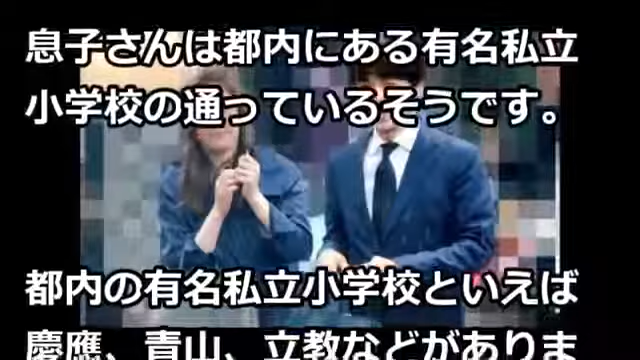 息子さんは都内にある有名私立
小学校の通っているそうです。
都内の有名私立小学校といえば
慶應、青山、立教などがありま